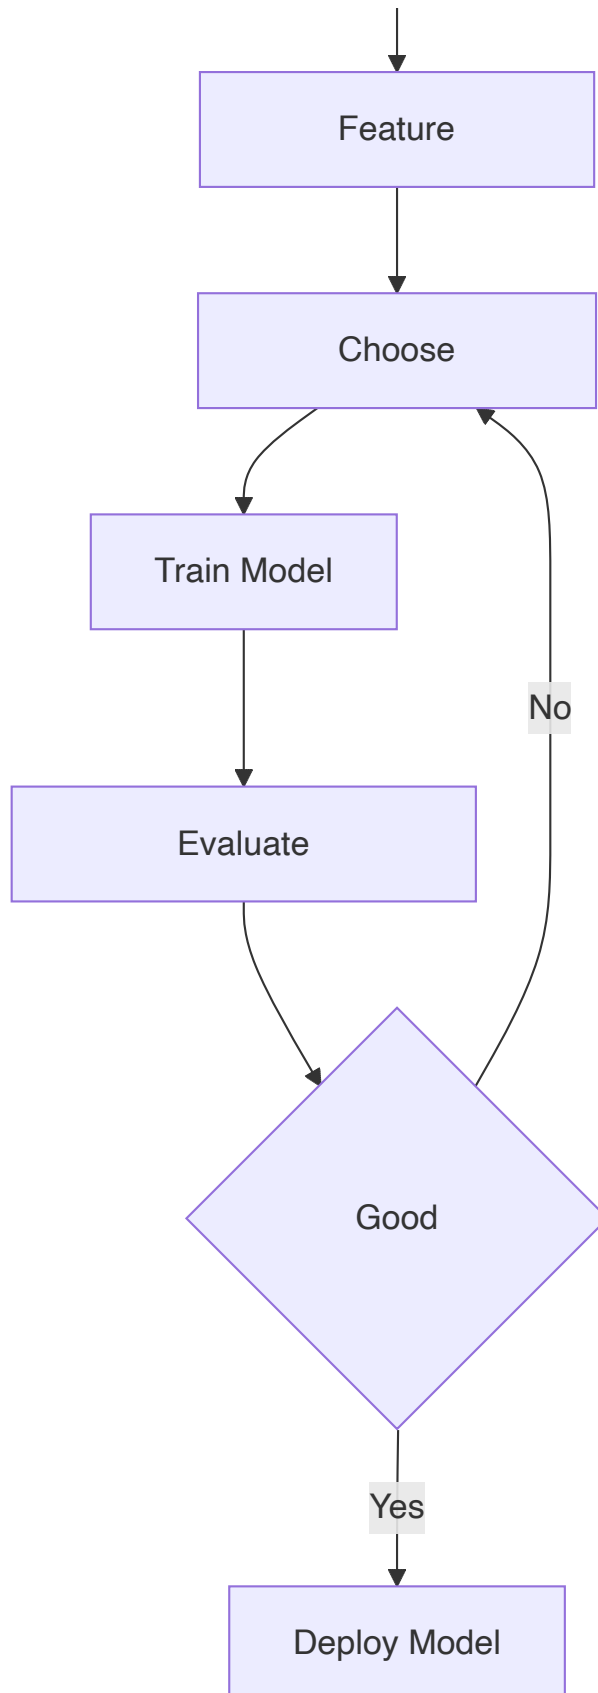 Feature
Choose
Train Model
No
Evaluate
Good
Yes
Deploy Model